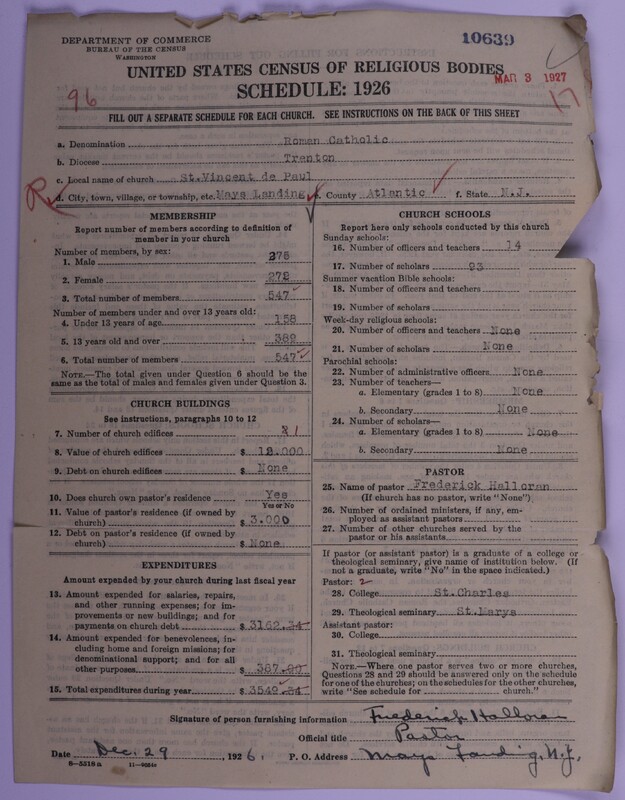 DEPARTMENT OF COMMERCE
BUREAU OF THE CENSUS
WASHINGTON
10639
UNITED STATES CENSUS OF RELIGIOUS BODIES
MAR 3 1927
SCHEDULE: 1926
96
17
FILL OUT A SEPARATE SCHEDULE FOR EACH CHURCH. SEE INSTRUCTIONS ON THE BACK OF THIS SHEET
a. Denomination Roman Catholic
b. Diocese Trenton
c. Local name of church St.Vincent de Paul
R
d. City, town, village, or township, etc. Mays Landing e. County Atlantic f. State N.J.
MEMBERSHIP
Report number of members according to definition of
member in your church
Number of members, by sex:
1. Male 275
2. Female 272
3. Total number of members 547
Number of members under and over 13 years old:
4. Under 13 years of age 158
5. 13 years old and over 389
6. Total number of members 547
NOTE.—The total given under Question 6 should be
same as the total of males and females given under Question 3.
CHURCH BUILDINGS
See instructions, paragraphs 10 to 12
7. Number of church edifices 1
8. Value of church edifices $ 12.000
9. Debt on church edifices $ None
10. Does church own pastor's residence Yes
Yes or No
11. Value of pastor's residence (if owned by
church) $ 3.000
12. Debt on pastor's residence (if owned by
church) $ None
EXPENDITURES
Amount expended by your church during last fiscal year
13. Amount expended for salaries, repairs,
and other running expenses; for im-
provements or new buildings; and for
payments on church debt $ 3162.34
14. Amount expended for benevolences, in-
cluding home and foreign missions; for
denominational support; and for all
other purposes $ 387.00
15. Total expenditures during year $ 3549.34
CHURCH SCHOOLS
Report here only schools conducted by this church
Sunday schools:
16. Number of officers and teachers 14
17. Number of scholars 93
Summer vacation Bible schools:
18. Number of officers and teachers
19. Number of scholars
Week-day religious schools:
20. Number of officers and teachers None
21. Number of scholars None
Parochial schools:
22. Number of administrative officers None
23. Number of teachers—
a. Elementary (grades 1 to 8) None
b. Secondary None
24. Number of scholars—
a. Elementary (grades 1 to 8) None
b. Secondary None
PASTOR
25. Name of pastor Frederick Halloran
(If church has no pastor, write "None")
26. Number of ordained ministers, if any, em-
ployed as assistant pastors
27. Number of other churches served by the
pastor or his assistants
If pastor (or assistant pastor) is a graduate of a college or
theological seminary, give name of institution below. (If
not a graduate, write "No" in the space indicated.)
Pastor: 2
28. College St.Charles
29. Theological seminary St.Marys
Assistant pastor:
30. College
31. Theological seminary
NOTE.—Where one pastor serves two or more churches,
Questions 28 and 29 should be answered only on the schedule
for one of the churches; on the schedules for the other churches,
write "See schedule for church."
Signature of person furnishing information Frederick Halloran
Official title Pastor
Date Dec. 29 1926. P. O. Address Mays Landing, N.J.
8—5319a 11—9024a